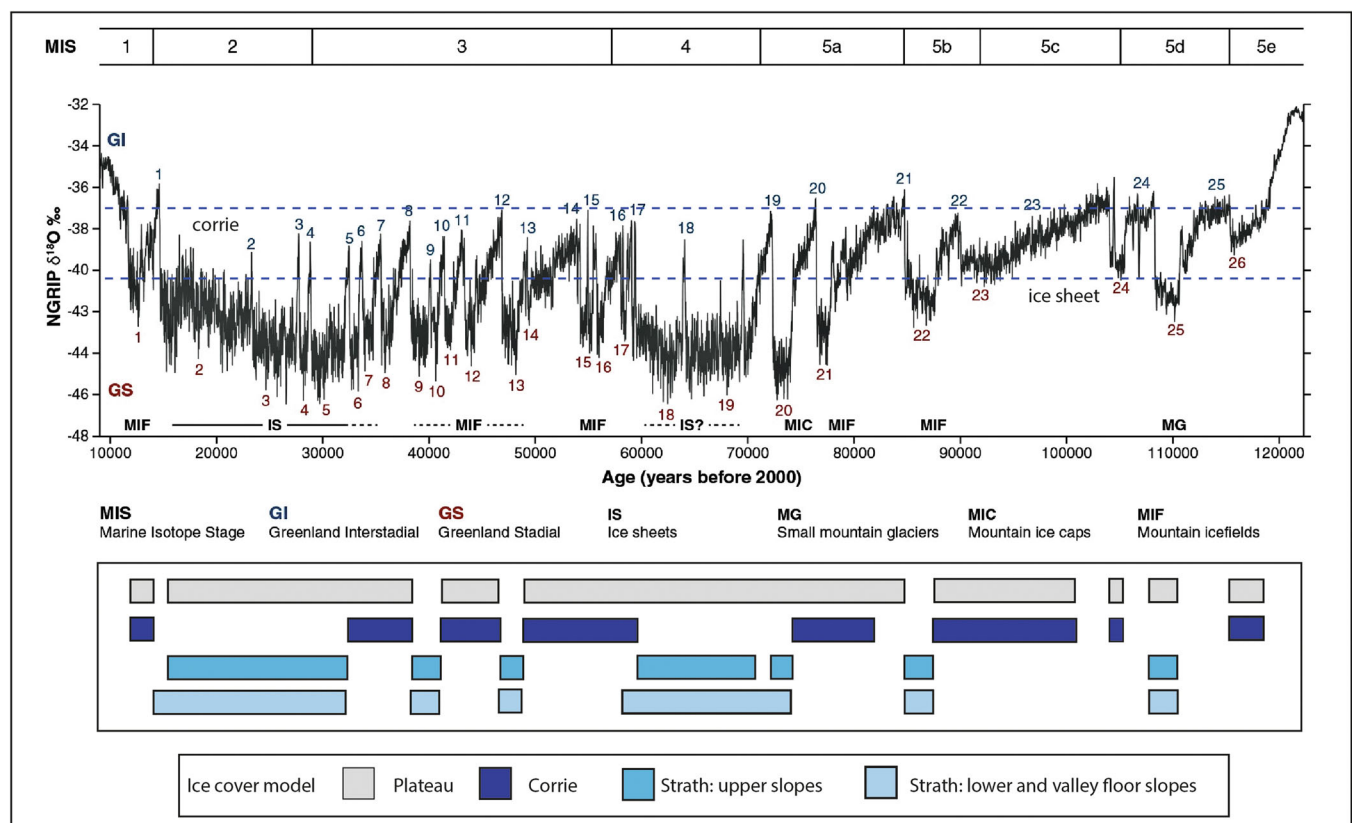 MIS 1 2 3 4 5a 5b 5c 5d 5e
-32
-34
-36
-38
-40
-43
-44
-46
-48
NGRIP δ¹⁸O ‰
GI
GS
1 2 3 4 5 6 7 8 9 10 11 12 13 14 15 16 17 18 19 20 21 22 23 24 25
corrie
ice sheet
1 2 3 4 5 6 7 8 9 10 11 12 13 14 15 16 17 18 19 20 21 22 23 24 25 26
MIF IS MIF MIF IS? MIC MIF MIF MG
10000 20000 30000 40000 50000 60000 70000 80000 90000 100000 110000 120000
Age (years before 2000)
MIS GI GS IS MG MIC MIF
Marine Isotope Stage Greenland Interstadial Greenland Stadial Ice sheets Small mountain glaciers Mountain ice caps Mountain icefields
Ice cover model Plateau Corrie Strath: upper slopes Strath: lower and valley floor slopes